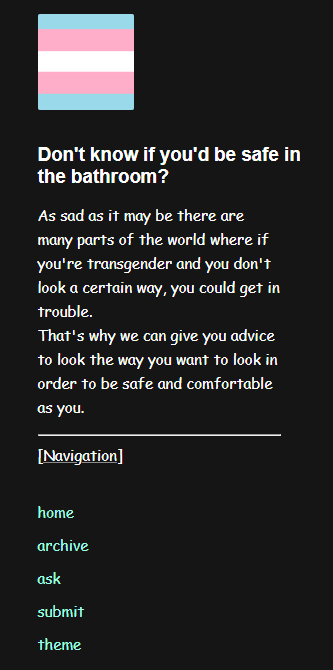 Don't know if you'd be safe in
the bathroom?
As sad as it may be there are
many parts of the world where if
you're transgender and you don't
look a certain way, you could get in
trouble.
That's why we can give you advice
to look the way you want to look in
order to be safe and comfortable
as you.
[Navigation]
home
archive
ask
submit
theme